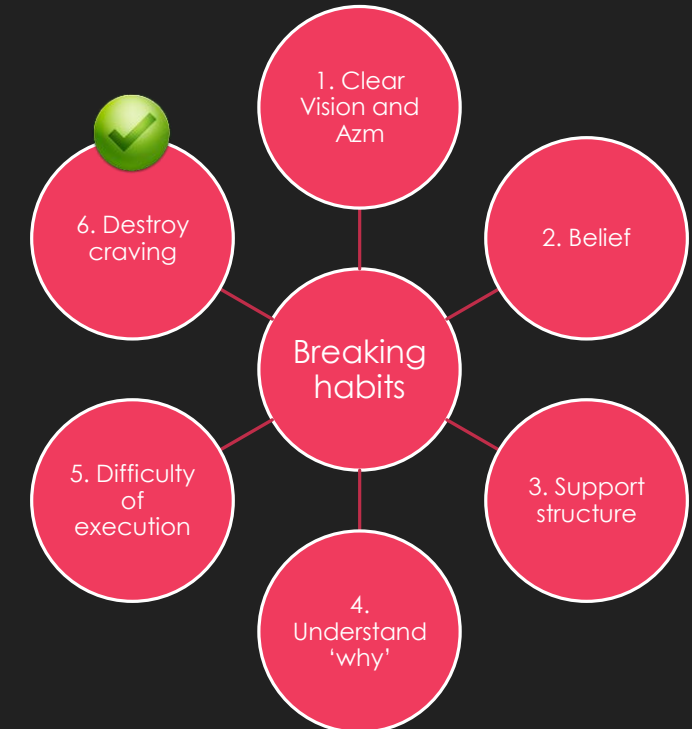 1. Clear
Vision and
Azm
2. Belief
3. Support
structure
4.
Understand
‘why’
5. Difficulty
of
execution
6. Destroy
craving
Breaking
habits